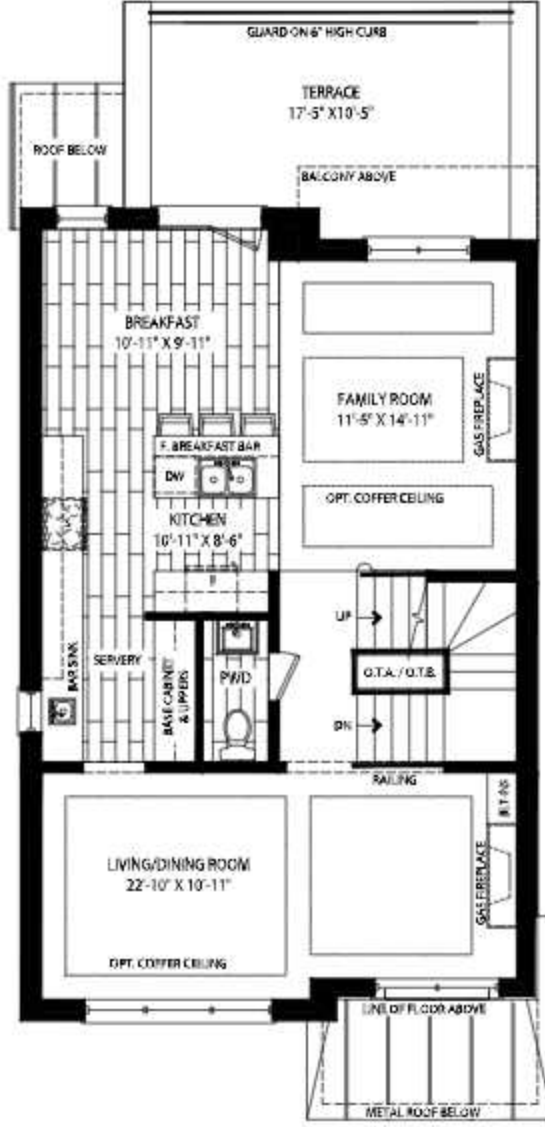 GUARD ON 6" HIGH CURB
TERRACE
17'-5" X10'-5"
ROOF BELOW
BALCONY ABOVE
BREAKFAST
10'-11" X 9'-11"
FAMILY ROOM
11'-5" X 14'-11"
GAS FIREPLACE
F. BREAKFAST BAR
DW
OPT. COFFER CEILING
KITCHEN
10'-11" X 8'-6"
F
UP
SERVERY
BAR SINK
BASE CABINET
& UPPERS
PWD
O.T.A. / O.T.B.
DN
RAILING
BLT-INS
LIVING/DINING ROOM
22'-10" X 10'-11"
GAS FIREPLACE
OPT. COFFER CEILING
LINE OF FLOOR ABOVE
METAL ROOF BELOW